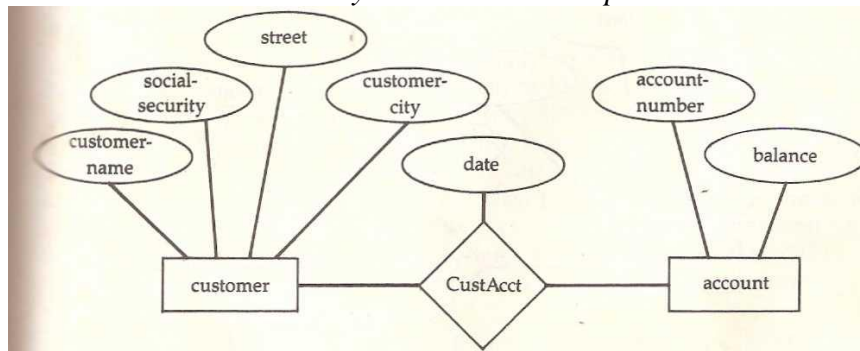 street
social-
security
customer-
city
account-
number
customer-
name
date
balance
customer
CustAcct
account